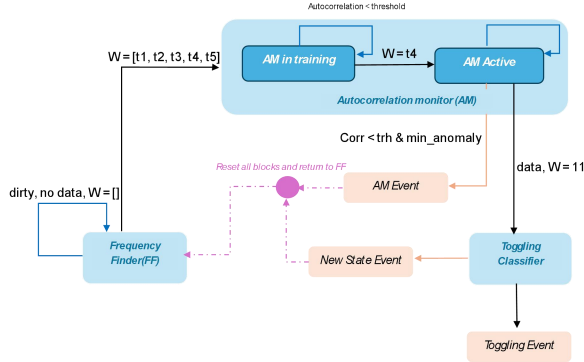 Autocorrelation < threshold
W = [t1, t2, t3, t4, t5]
AM in training
W = t4
AM Active
Autocorrelation monitor (AM)
Corr < trh & min_anomaly
Reset all blocks and return to FF
data, W = 11
AM Event
dirty, no data, W = []
Frequency
Finder(FF)
New State Event
Toggling
Classifier
Toggling Event